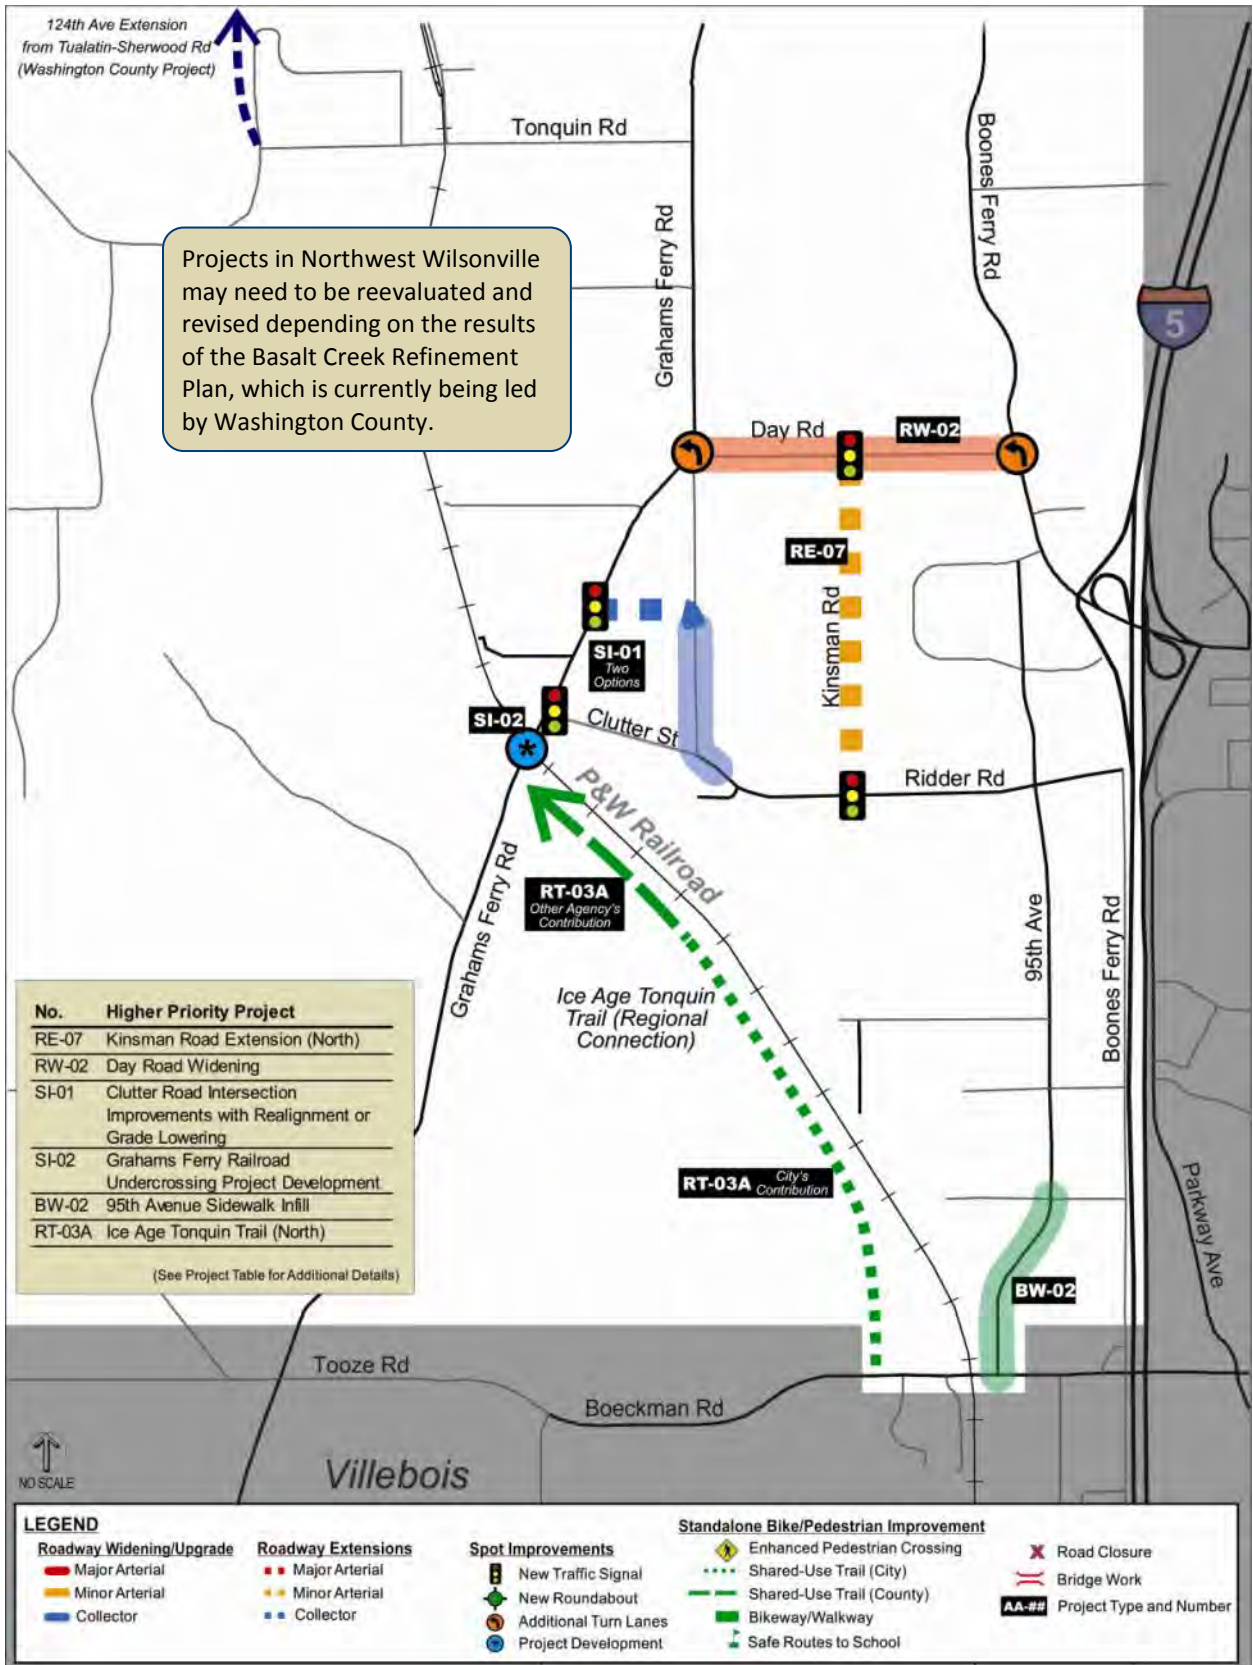 124th Ave Extension
from Tualatin-Sherwood Rd
(Washington County Project)
Tonquin Rd
Boones Ferry Rd
Grahams Ferry Rd
5
Projects in Northwest Wilsonville
may need to be reevaluated and
revised depending on the results
of the Basalt Creek Refinement
Plan, which is currently being led
by Washington County.
Day Rd
RW-02
RE-07
Kinsman Rd
SI-01
Two
Options
SI-02
Clutter St
*
P&W Railroad
Ridder Rd
RT-03A
Other Agency's
Contribution
Grahams Ferry Rd
95th Ave
Boones Ferry Rd
Ice Age Tonquin
Trail (Regional
Connection)
No. Higher Priority Project
RE-07 Kinsman Road Extension (North)
RW-02 Day Road Widening
SI-01 Clutter Road Intersection
Improvements with Realignment or
Grade Lowering
SI-02 Grahams Ferry Railroad
Undercrossing Project Development
BW-02 95th Avenue Sidewalk Infill
RT-03A Ice Age Tonquin Trail (North)
(See Project Table for Additional Details)
RT-03A City's
Contribution
Parkway Ave
BW-02
Tooze Rd
Boeckman Rd
NO SCALE
Villebois
LEGEND
Roadway Widening/Upgrade
Major Arterial
Minor Arterial
Collector
Roadway Extensions
Major Arterial
Minor Arterial
Collector
Spot Improvements
New Traffic Signal
New Roundabout
Additional Turn Lanes
Project Development
Standalone Bike/Pedestrian Improvement
Enhanced Pedestrian Crossing
Shared-Use Trail (City)
Shared-Use Trail (County)
Bikeway/Walkway
Safe Routes to School
X Road Closure
Bridge Work
AA-## Project Type and Number